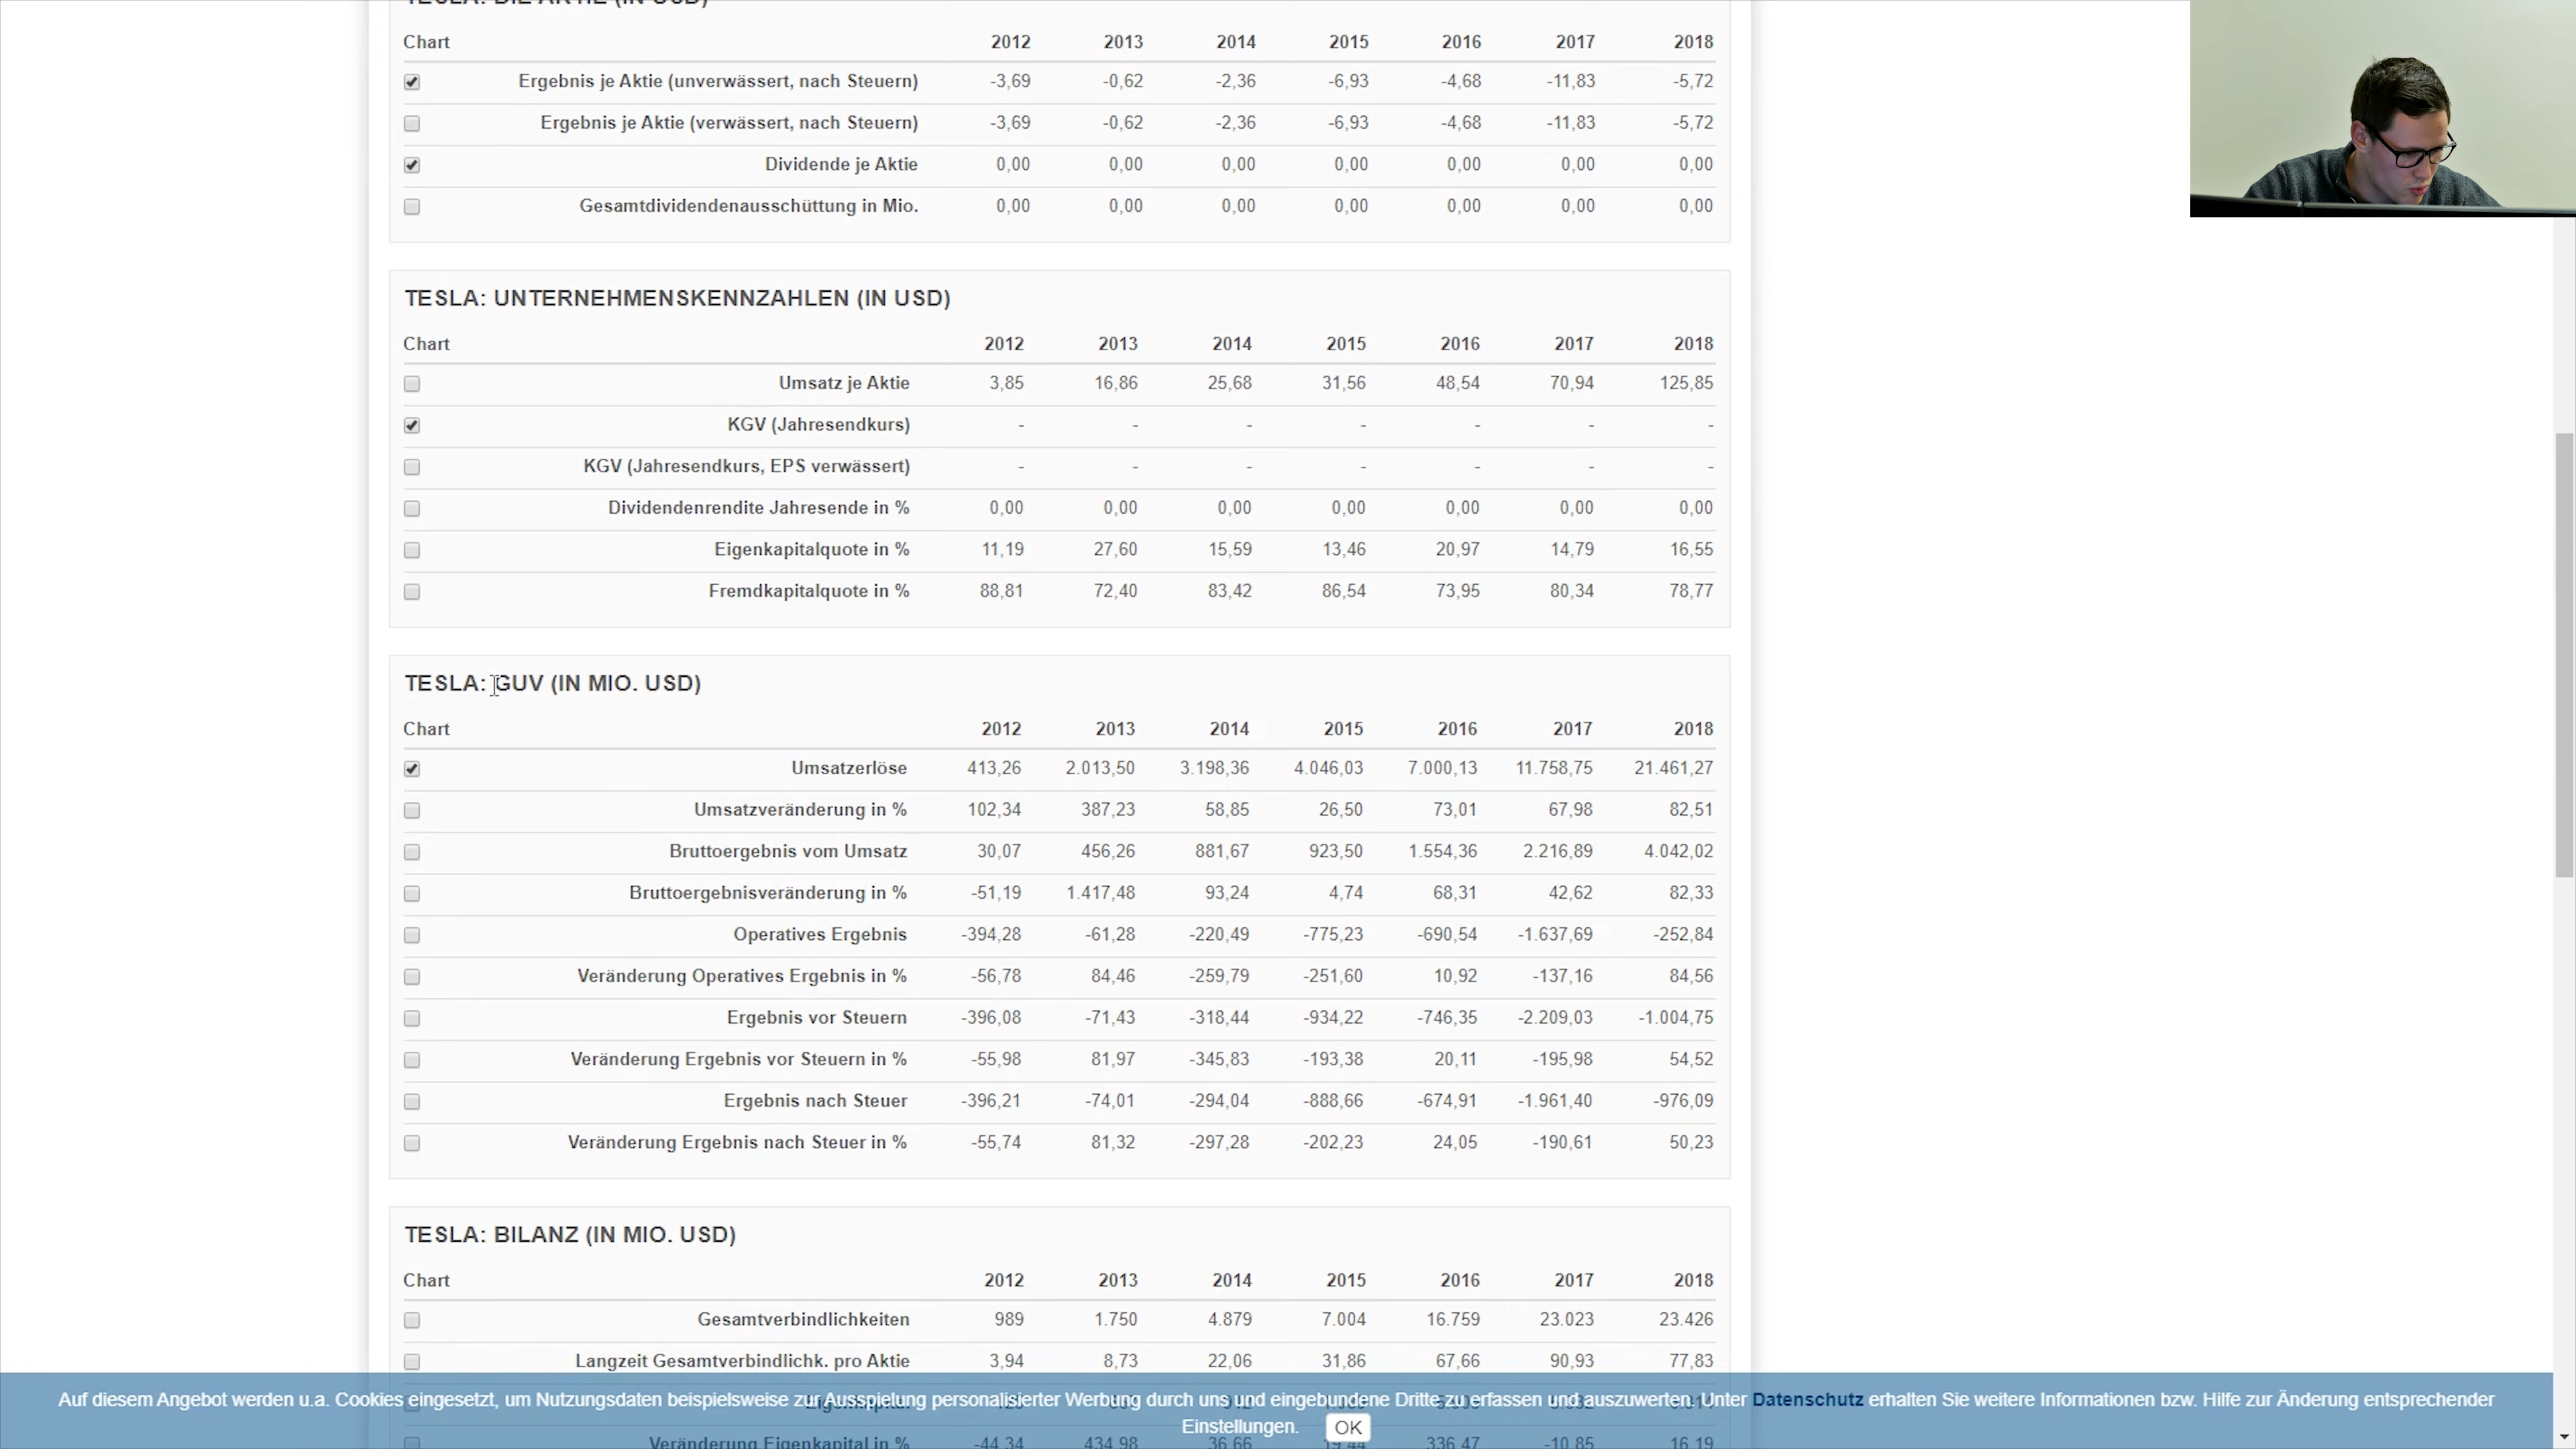 TESLA: DIE AKTIE (IN USD)
Chart 2012 2013 2014 2015 2016 2017 2018
Ergebnis je Aktie (unverwässert, nach Steuern) -3,69 -0,62 -2,36 -6,93 -4,68 -11,83 -5,72
Ergebnis je Aktie (verwässert, nach Steuern) -3,69 -0,62 -2,36 -6,93 -4,68 -11,83 -5,72
Dividende je Aktie 0,00 0,00 0,00 0,00 0,00 0,00 0,00
Gesamtdividendenausschüttung in Mio. 0,00 0,00 0,00 0,00 0,00 0,00 0,00
TESLA: UNTERNEHMENSKENNZAHLEN (IN USD)
Chart 2012 2013 2014 2015 2016 2017 2018
Umsatz je Aktie 3,85 16,86 25,68 31,56 48,54 70,94 125,85
KGV (Jahresendkurs) - - - - - - -
KGV (Jahresendkurs, EPS verwässert) - - - - - - -
Dividendenrendite Jahresende in % 0,00 0,00 0,00 0,00 0,00 0,00 0,00
Eigenkapitalquote in % 11,19 27,60 15,59 13,46 20,97 14,79 16,55
Fremdkapitalquote in % 88,81 72,40 83,42 86,54 73,95 80,34 78,77
TESLA: GUV (IN MIO. USD)
Chart 2012 2013 2014 2015 2016 2017 2018
Umsatzerlöse 413,26 2.013,50 3.198,36 4.046,03 7.000,13 11.758,75 21.461,27
Umsatzveränderung in % 102,34 387,23 58,85 26,50 73,01 67,98 82,51
Bruttoergebnis vom Umsatz 30,07 456,26 881,67 923,50 1.554,36 2.216,89 4.042,02
Bruttoergebnisveränderung in % -51,19 1.417,48 93,24 4,74 68,31 42,62 82,33
Operatives Ergebnis -394,28 -61,28 -220,49 -775,23 -690,54 -1.637,69 -252,84
Veränderung Operatives Ergebnis in % -56,78 84,46 -259,79 -251,60 10,92 -137,16 84,56
Ergebnis vor Steuern -396,08 -71,43 -318,44 -934,22 -746,35 -2.209,03 -1.004,75
Veränderung Ergebnis vor Steuern in % -55,98 81,97 -345,83 -193,38 20,11 -195,98 54,52
Ergebnis nach Steuer -396,21 -74,01 -294,04 -888,66 -674,91 -1.961,40 -976,09
Veränderung Ergebnis nach Steuer in % -55,74 81,32 -297,28 -202,23 24,05 -190,61 50,23
TESLA: BILANZ (IN MIO. USD)
Chart 2012 2013 2014 2015 2016 2017 2018
Gesamtverbindlichkeiten 989 1.750 4.879 7.004 16.759 23.023 23.426
Langzeit Gesamtverbindlichk. pro Aktie 3,94 8,73 22,06 31,86 67,66 90,93 77,83
Auf diesem Angebot werden u.a. Cookies eingesetzt, um Nutzungsdaten beispielsweise zur Ausspielung personalisierter Werbung durch uns und eingebundene Dritte zu erfassen und auszuwerten. Unter Datenschutz erhalten Sie weitere Informationen bzw. Hilfe zur Änderung entsprechender
Einstellungen. OK
Veränderung Eigenkapital in % -44,34 434,98 36,66 19,44 336,47 -10,85 16,19